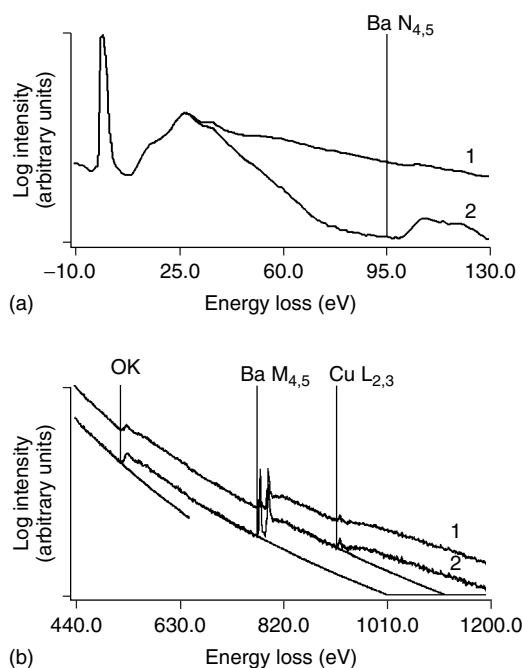 Ba N4,5
Log intensity
(arbitrary units)
1
2
−10.0 25.0 60.0 95.0 130.0
(a)
Energy loss (eV)
OK
Ba M4,5
Cu L2,3
Log intensity
(arbitrary units)
1
2
440.0 630.0 820.0 1010.0 1200.0
(b)
Energy loss (eV)